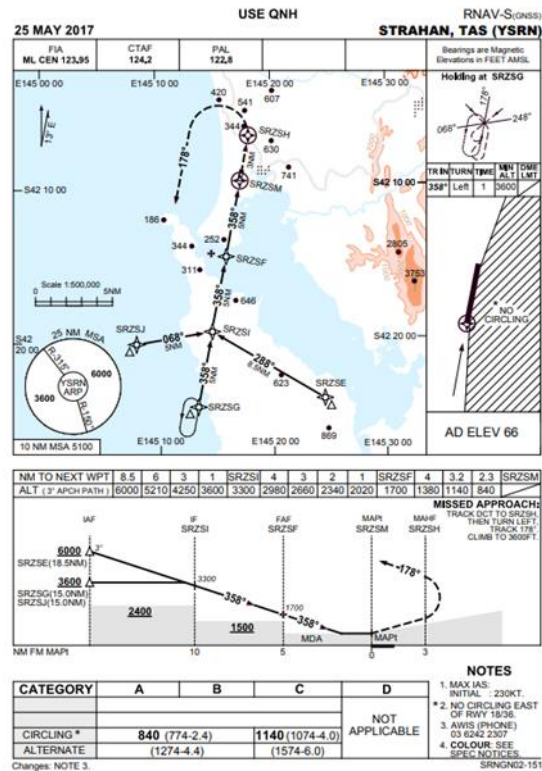 USE QNH
25 MAY 2017
RNAV-S(GNSS)
STRAHAN, TAS (YSRN)
FIA
ML CEN 123,95
CTAF
124,2
PAL
122,8
Bearings are Magnetic
Elevations in FEET AMSL
E145 00 00
E145 10 00
E145 20 00
E145 30 00
13° E
420
607
541
344
SRZSH
630
3NM
178°
SRZSM
741
S42 10 00
S42 10 00
358°
5NM
186
344
252
SRZSF
311
2805
3753
358°
5NM
646
Scale 1:500,000
0
5NM
SRZSJ
068°
5NM
SRZSI
S42
20 00
S42 20 00
288°
8.5NM
623
SRZSE
358°
5NM
SRZSG
869
25 NM MSA
R-315°
6000
YSRN
ARP
3600
R-150°
10 NM MSA 5100
E145 10 00
E145 20 00
E145 30 00
Holding at SRZSG
178°
068°
248°
TR IN TURN TIME MIN ALT DME LMT
358° Left 1 3600
* NO
CIRCLING
AD ELEV 66
NM TO NEXT WPT 8.5 6 3 1 SRZSI 4 3 2 1 SRZSF 4 3.2 2.3 SRZSM
ALT (3° APCH PATH) 6000 5210 4250 3600 3300 2980 2660 2340 2020 1700 1380 1140 840
MISSED APPROACH:
TRACK DCT TO SRZSH,
THEN TURN LEFT,
TRACK 178°
CLIMB TO 3600FT.
IAF
IF
SRZSI
FAF
SRZSF
MAPt
SRZSM
MAHF
SRZSH
6000
3°
SRZSE(18.5NM)
3600
SRZSG(15.0NM)
SRZSJ(15.0NM)
3300
358°
1700
358°
178°
2400
1500
MDA
MAPt
NM FM MAPt
10
5
0
3
CATEGORY A B C D
CIRCLING * 840 (774-2.4) 1140 (1074-4.0)
NOT
APPLICABLE
ALTERNATE (1274-4.4) (1574-6.0)
NOTES
1. MAX IAS:
INITIAL : 230KT.
* 2. NO CIRCLING EAST
OF RWY 18/36.
3. AWIS (PHONE)
03 6242 2307
4. COLOUR: SEE
SPEC NOTICES.
Changes: NOTE 3.
SRNGN02-151